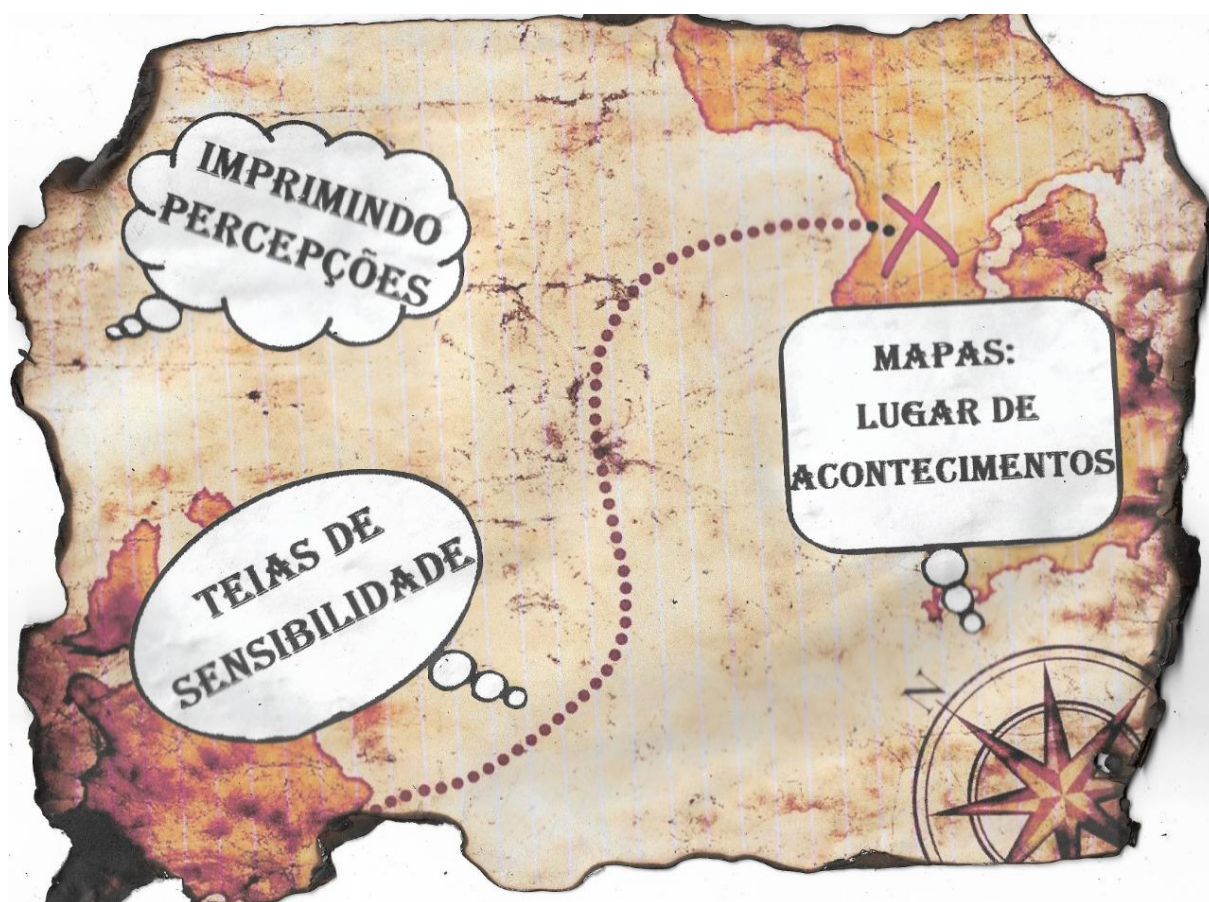 IMPRIMINDO
PERCEPÇÕES
MAPAS:
LUGAR DE
ACONTECIMENTOS
TEIAS DE
SENSIBILIDADE
N